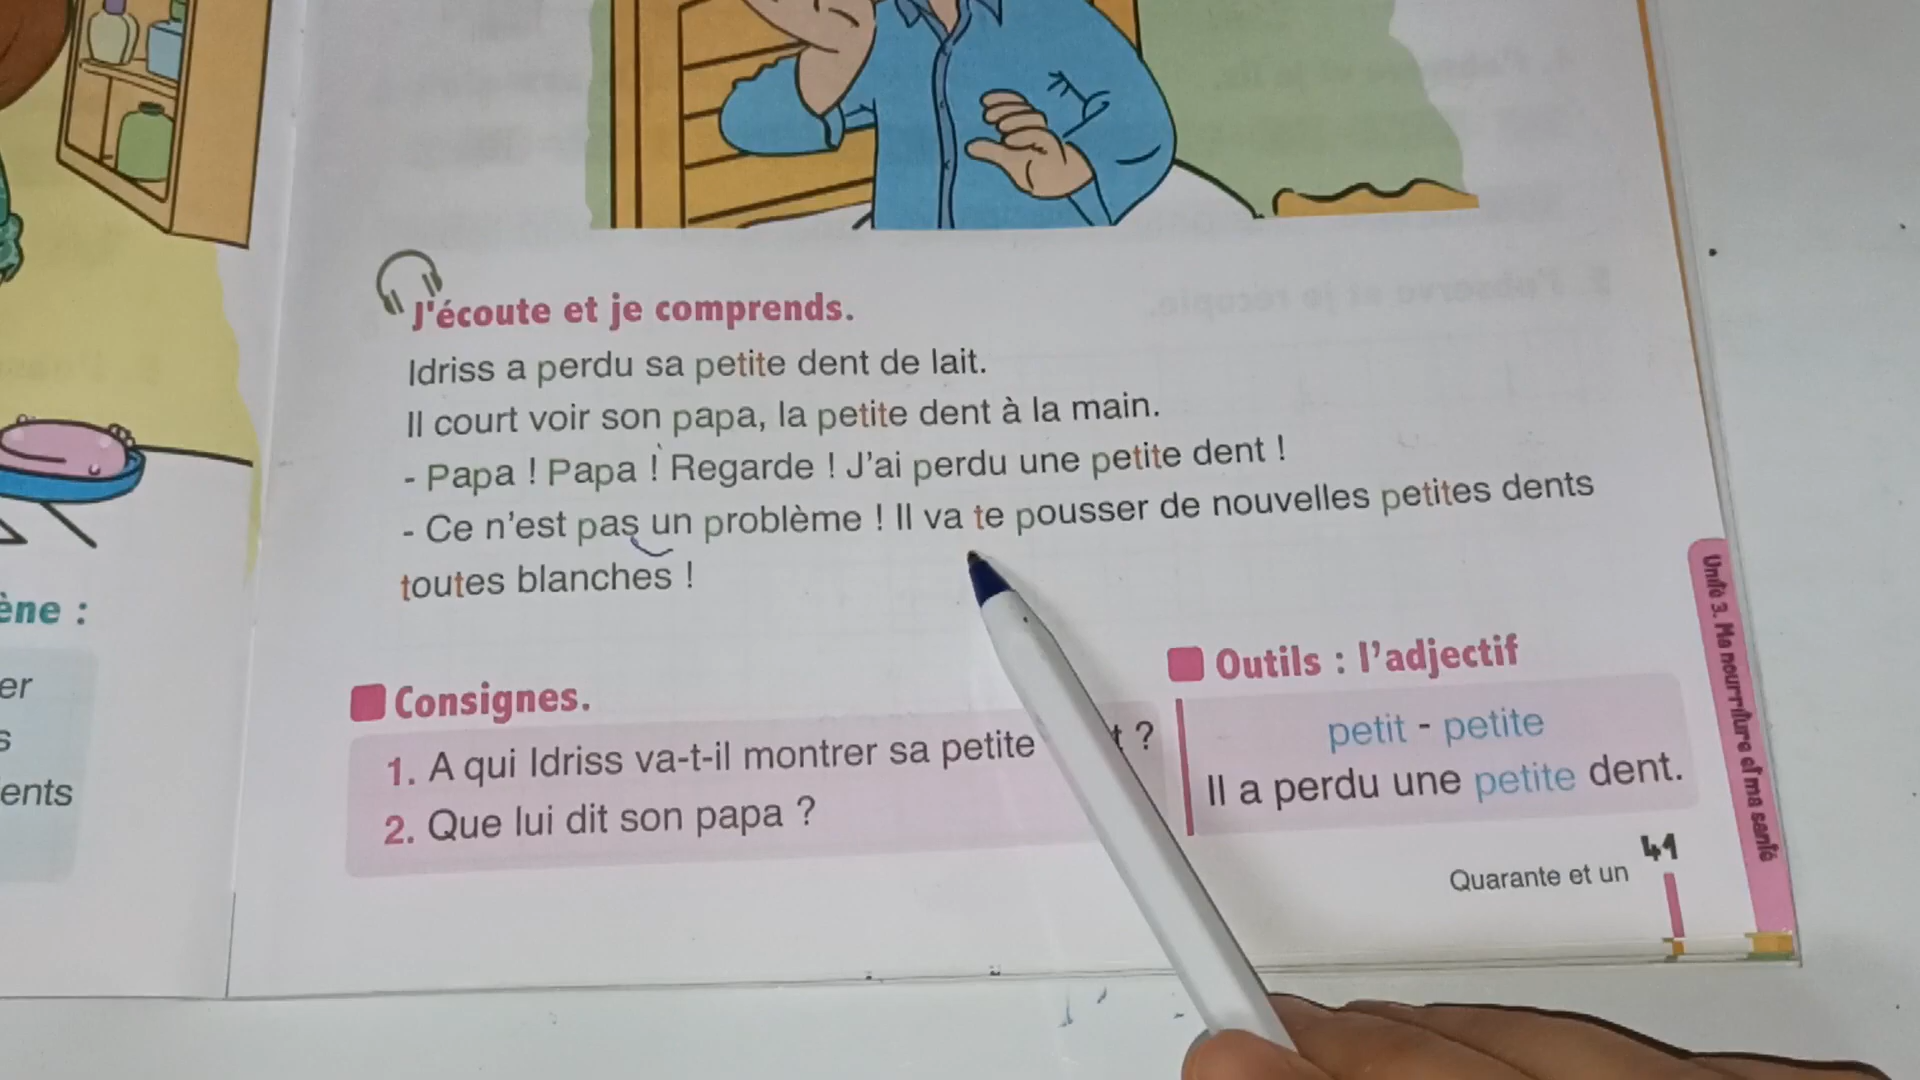 ène :
er
s
ents
J'écoute et je comprends.
Idriss a perdu sa petite dent de lait.
Il court voir son papa, la petite dent à la main.
- Papa ! Papa ! Regarde ! J'ai perdu une petite dent !
- Ce n'est pas un problème ! Il va te pousser de nouvelles petites dents
toutes blanches !
Consignes.
1. A qui Idriss va-t-il montrer sa petite t ?
2. Que lui dit son papa ?
Outils : l'adjectif
petit - petite
Il a perdu une petite dent.
Quarante et un
41
Unité 3. Ma nourriture et ma santé